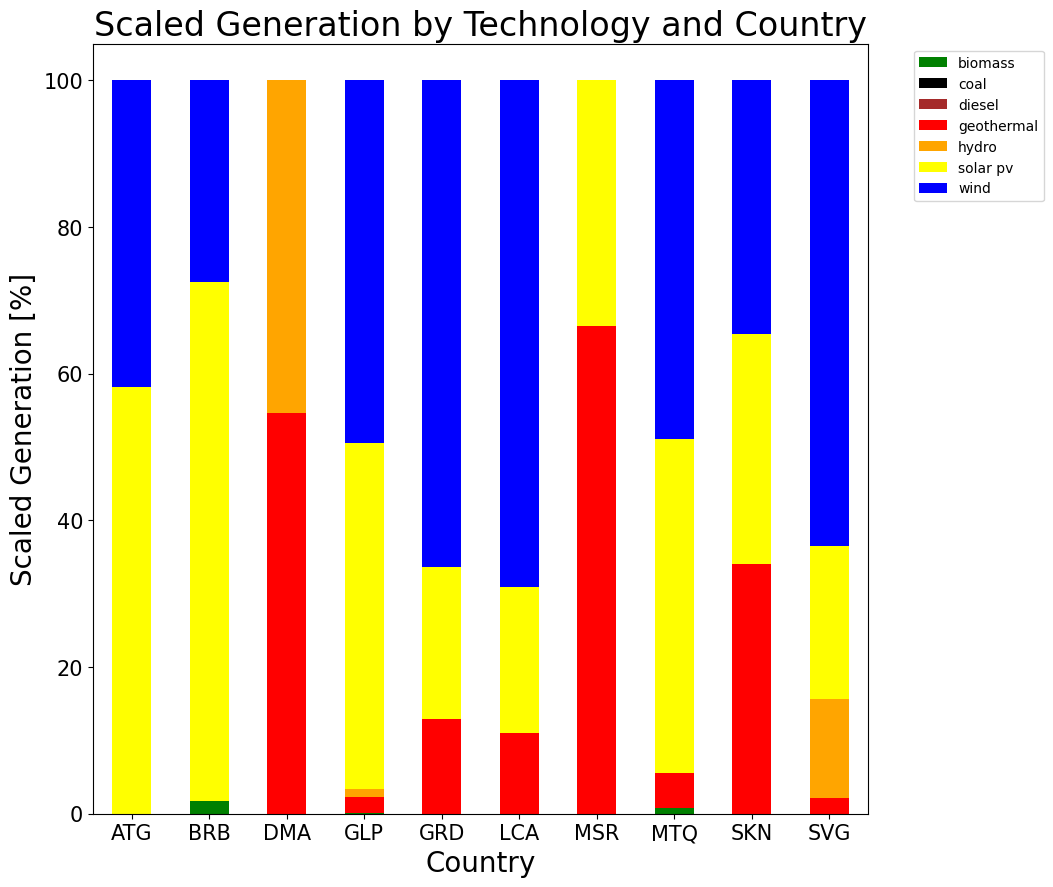 Scaled Generation by Technology and Country
Scaled Generation [%]
100
80
60
40
20
0
ATG BRB DMA GLP GRD LCA MSR MTQ SKN SVG
Country
biomass
coal
diesel
geothermal
hydro
solar pv
wind